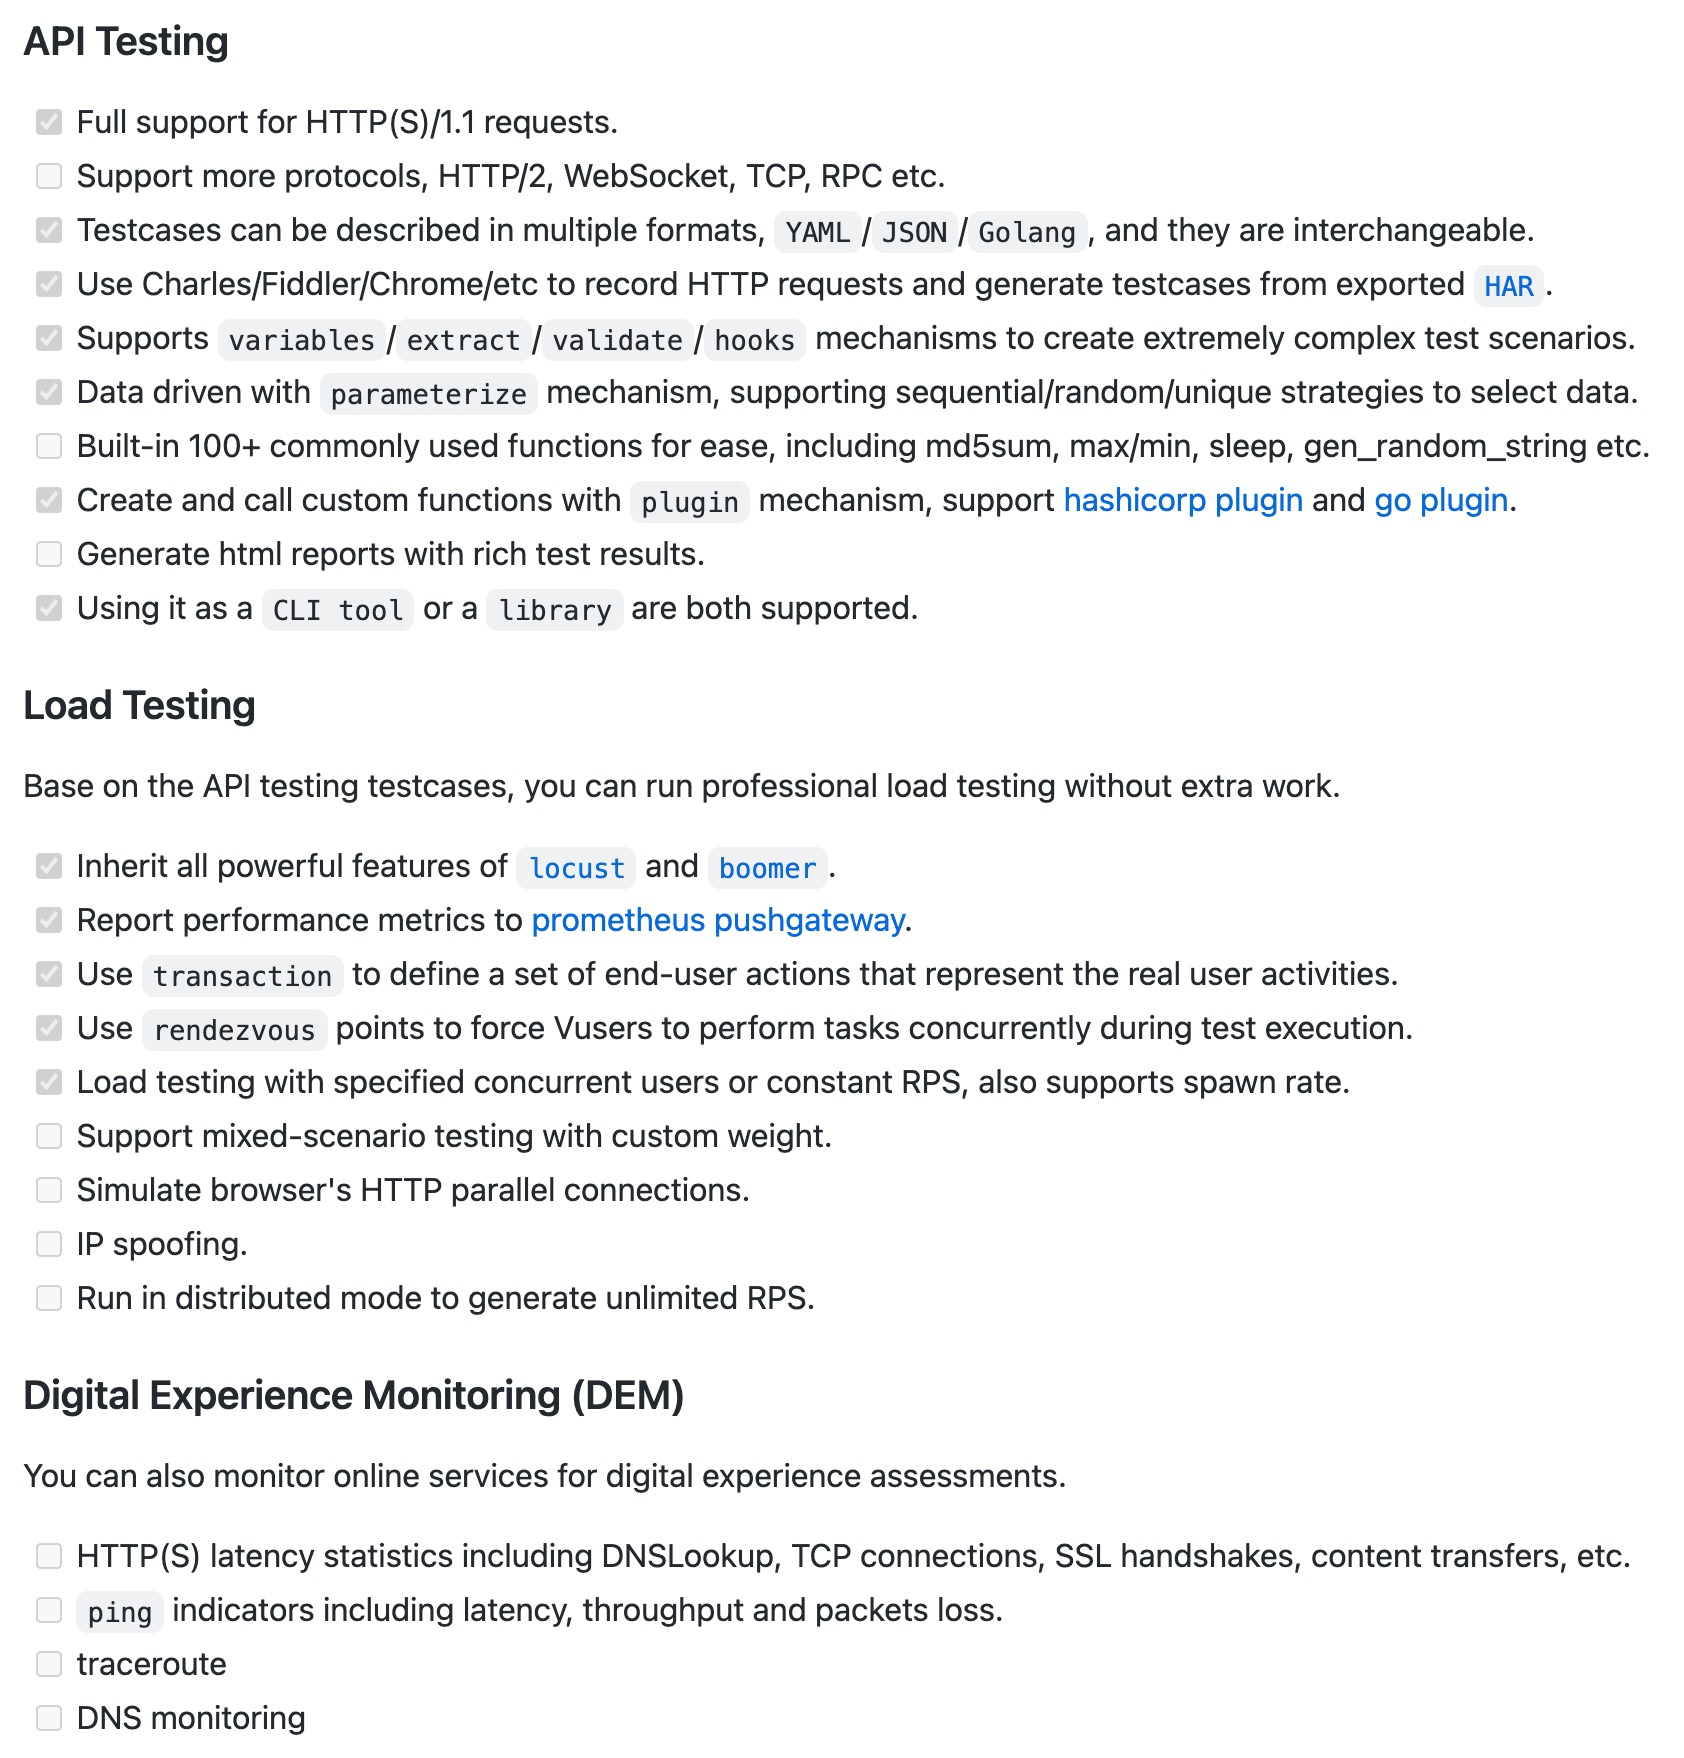 API Testing
Full support for HTTP(S)/1.1 requests.
Support more protocols, HTTP/2, WebSocket, TCP, RPC etc.
Testcases can be described in multiple formats, YAML/JSON/Golang, and they are interchangeable.
Use Charles/Fiddler/Chrome/etc to record HTTP requests and generate testcases from exported HAR.
Supports variables/extract/validate/hooks mechanisms to create extremely complex test scenarios.
Data driven with parameterize mechanism, supporting sequential/random/unique strategies to select data.
Built-in 100+ commonly used functions for ease, including md5sum, max/min, sleep, gen_random_string etc.
Create and call custom functions with plugin mechanism, support hashicorp plugin and go plugin.
Generate html reports with rich test results.
Using it as a CLI tool or a library are both supported.
Load Testing
Base on the API testing testcases, you can run professional load testing without extra work.
Inherit all powerful features of locust and boomer.
Report performance metrics to prometheus pushgateway.
Use transaction to define a set of end-user actions that represent the real user activities.
Use rendezvous points to force Vusers to perform tasks concurrently during test execution.
Load testing with specified concurrent users or constant RPS, also supports spawn rate.
Support mixed-scenario testing with custom weight.
Simulate browser's HTTP parallel connections.
IP spoofing.
Run in distributed mode to generate unlimited RPS.
Digital Experience Monitoring (DEM)
You can also monitor online services for digital experience assessments.
HTTP(S) latency statistics including DNSLookup, TCP connections, SSL handshakes, content transfers, etc.
ping indicators including latency, throughput and packets loss.
traceroute
DNS monitoring